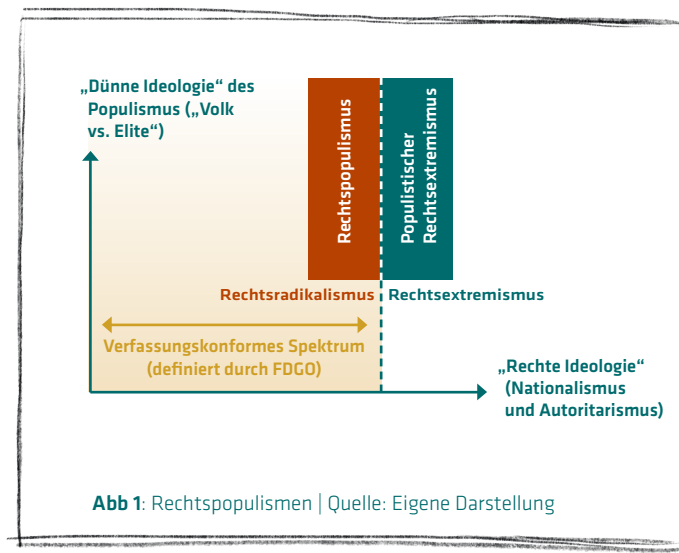 „Dünne Ideologie“ des
Populismus („Volk
vs. Elite“)
Rechtspopulismus
Populistischer
Rechtsextremismus
Rechtsradikalismus
Rechtsextremismus
Verfassungskonformes Spektrum
(definiert durch FDGO)
„Rechte Ideologie“
(Nationalismus
und Autoritarismus)
Abb 1: Rechtspopulismen | Quelle: Eigene Darstellung